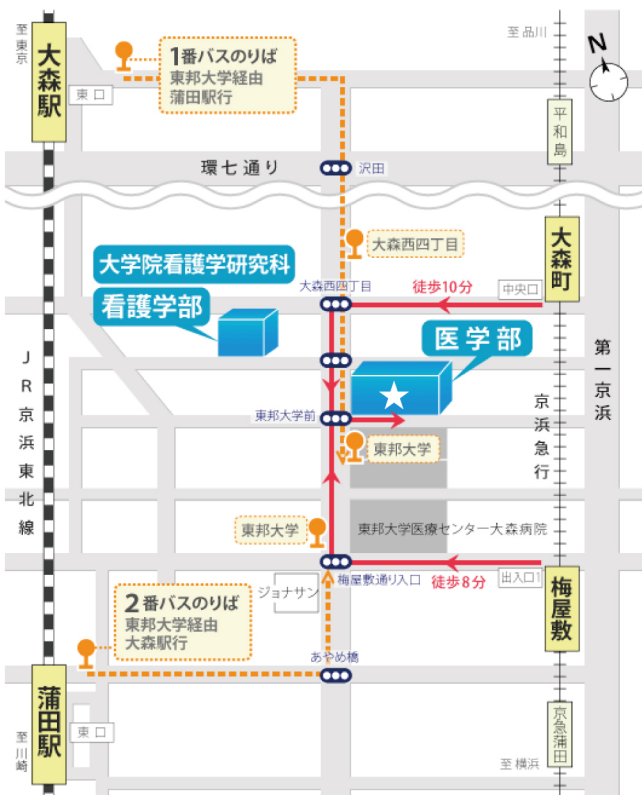 至東京
大森駅
東口
1番バスのりば
東邦大学経由
蒲田駅行
至品川
N
平和島
環七通り
沢田
大森西四丁目
大森町
中央口
大学院看護学研究科
看護学部
大森西四丁目
徒歩10分
医学部
第一京浜
JR京浜東北線
京浜急行
東邦大学前
東邦大学
東邦大学
東邦大学医療センター大森病院
ジョナサン
梅屋敷通り入口
徒歩8分
出入口1
梅屋敷
2番バスのりば
東邦大学経由
大森駅行
あやめ橋
蒲田駅
東口
至川崎
京急蒲田
至横浜